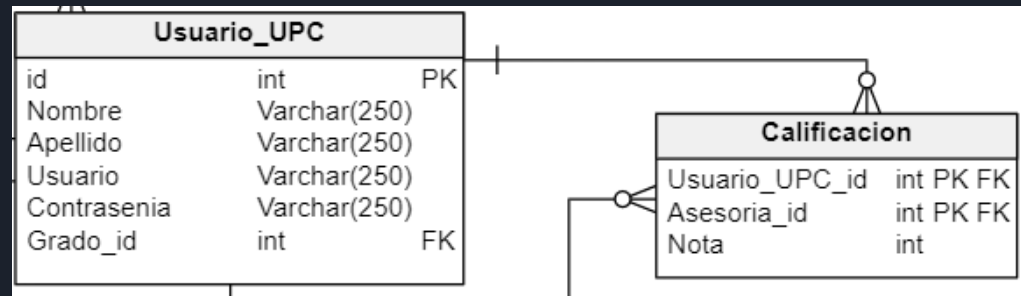 Usuario_UPC
id int PK
Nombre Varchar(250)
Apellido Varchar(250)
Usuario Varchar(250)
Contrasenia Varchar(250)
Grado_id int FK
Calificacion
Usuario_UPC_id int PK FK
Asesoria_id int PK FK
Nota int